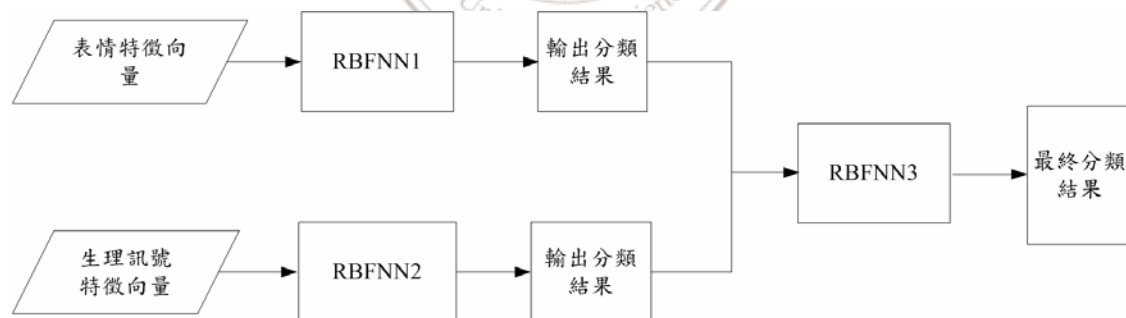 表情特徵向
量
RBFNN1
輸出分類
結果
生理訊號
特徵向量
RBFNN2
輸出分類
結果
RBFNN3
最終分類
結果